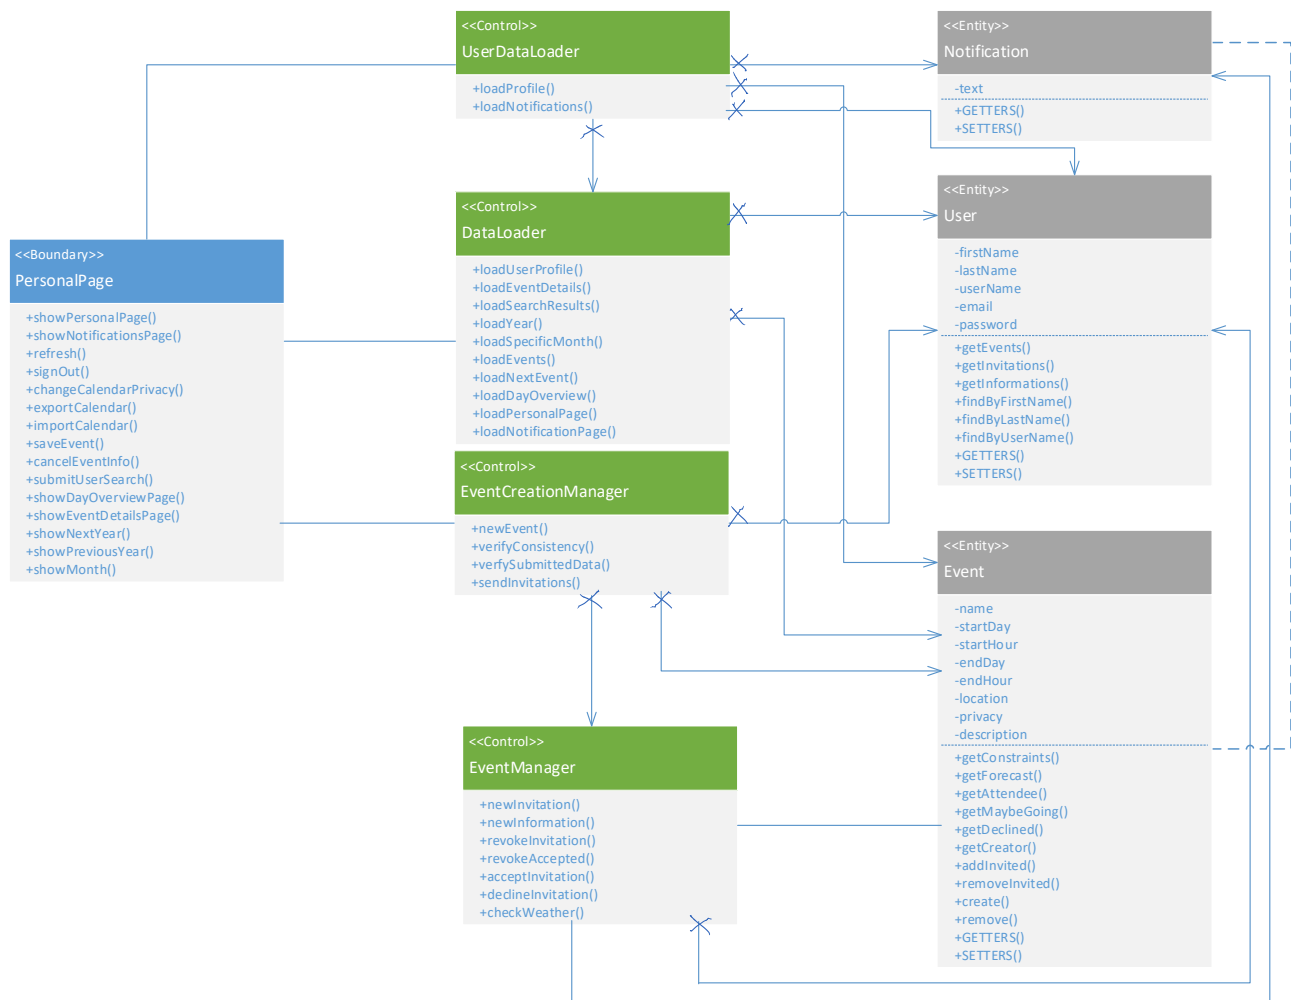 <<Control>>
UserDataLoader
+loadProfile()
+loadNotifications()
<<Entity>>
Notification
-text
+GETTERS()
+SETTERS()
<<Control>>
DataLoader
+loadUserProfile()
+loadEventDetails()
+loadSearchResults()
+loadYear()
+loadSpecificMonth()
+loadEvents()
+loadNextEvent()
+loadDayOverview()
+loadPersonalPage()
+loadNotificationPage()
<<Entity>>
User
-firstName
-lastName
-userName
-email
-password
+getEvents()
+getInvitations()
+getInformations()
+findByFirstName()
+findByLastName()
+findByUserName()
+GETTERS()
+SETTERS()
<<Boundary>>
PersonalPage
+showPersonalPage()
+showNotificationsPage()
+refresh()
+signOut()
+changeCalendarPrivacy()
+exportCalendar()
+importCalendar()
+saveEvent()
+cancelEventInfo()
+submitUserSearch()
+showDayOverviewPage()
+showEventDetailsPage()
+showNextYear()
+showPreviousYear()
+showMonth()
<<Control>>
EventCreationManager
+newEvent()
+verifyConsistency()
+verfySubmittedData()
+sendInvitations()
<<Entity>>
Event
-name
-startDay
-startHour
-endDay
-endHour
-location
-privacy
-description
+getConstraints()
+getForecast()
+getAttendee()
+getMaybeGoing()
+getDeclined()
+getCreator()
+addInvited()
+removeInvited()
+create()
+remove()
+GETTERS()
+SETTERS()
<<Control>>
EventManager
+newInvitation()
+newInformation()
+revokeInvitation()
+revokeAccepted()
+acceptInvitation()
+declineInvitation()
+checkWeather()